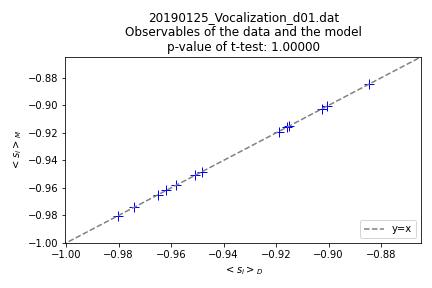 20190125_Vocalization_d01.dat
Observables of the data and the model
p-value of t-test: 1.00000
< s_i >_M
−0.88
−0.90
−0.92
−0.94
−0.96
−0.98
−1.00
−1.00 −0.98 −0.96 −0.94 −0.92 −0.90 −0.88
< s_i >_D
y=x